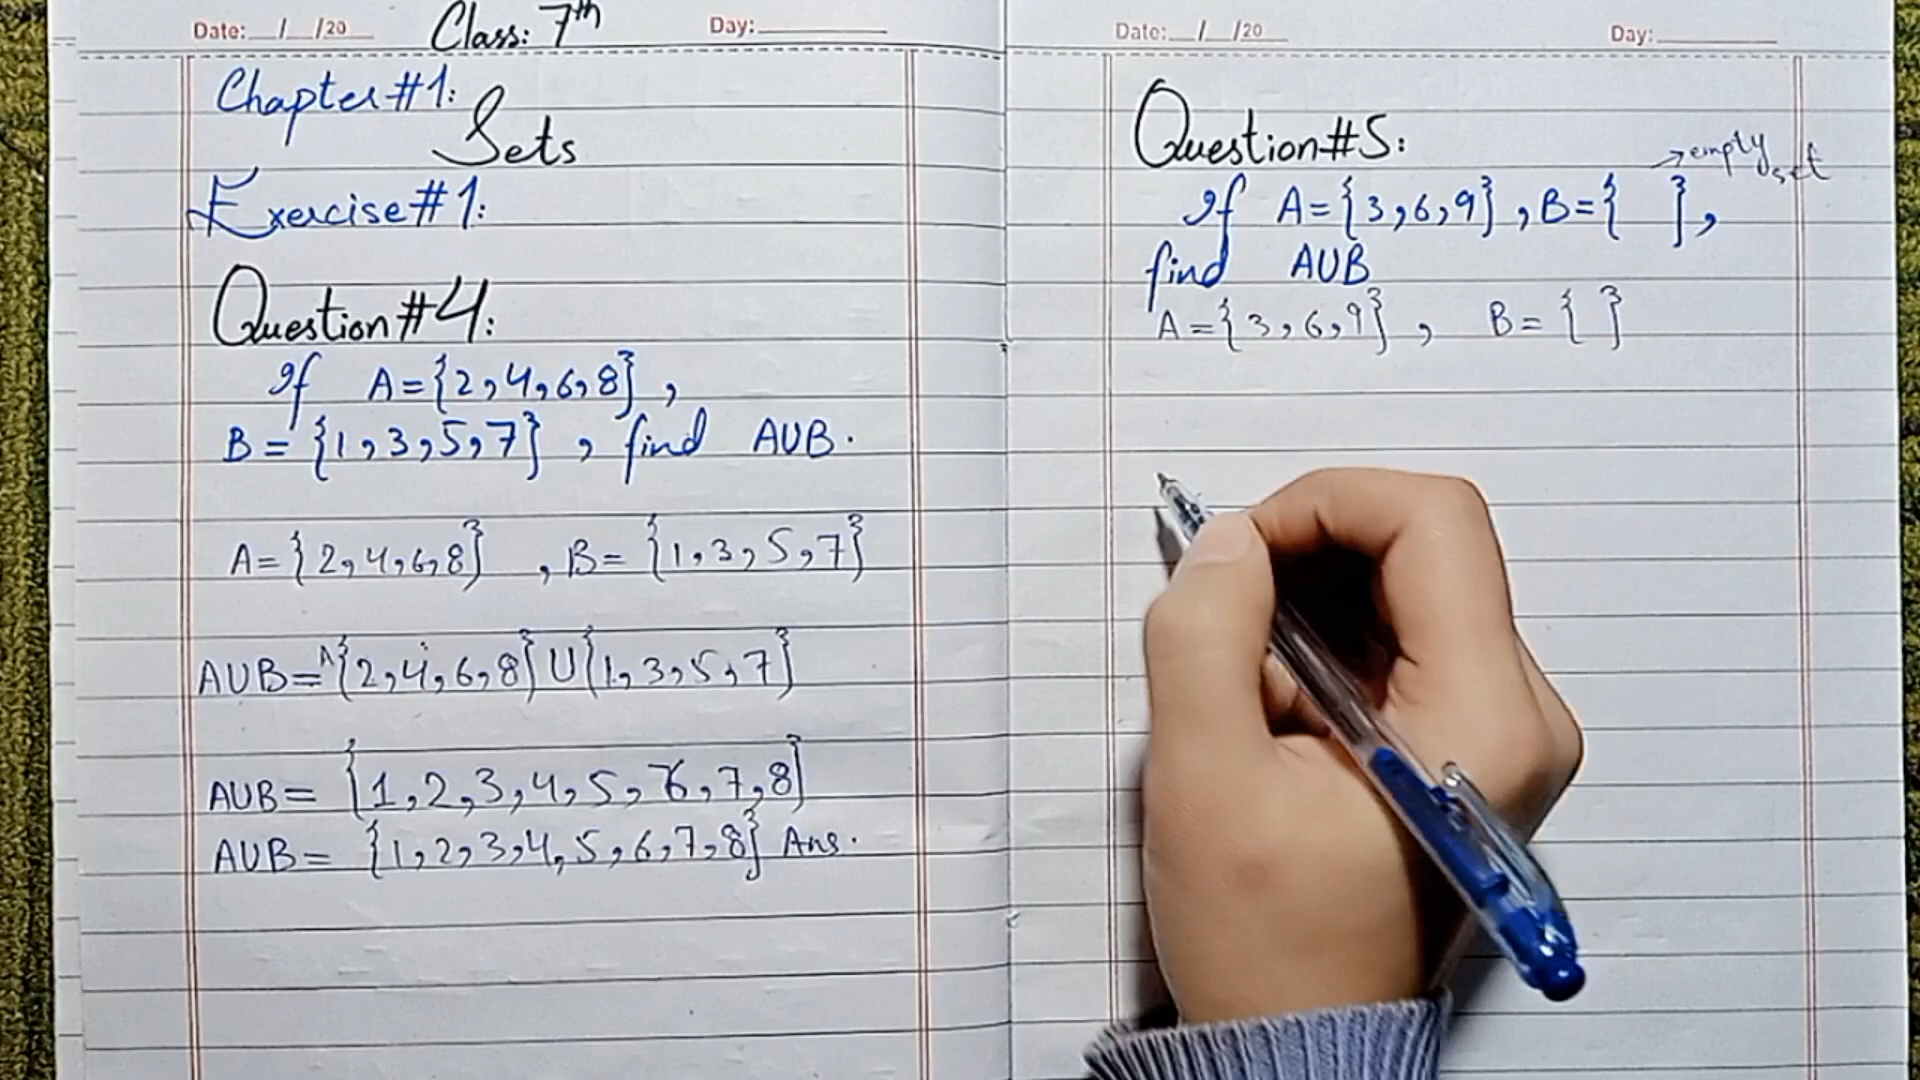 Date: / /20 Class: 7th Day:
Chapter#1:
Sets
Exercise#1:
Question#4:
If A={2,4,6,8},
B={1,3,5,7}, find AUB.
A={2,4,6,8} , B={1,3,5,7}
AUB=A{2,4,6,8}U{1,3,5,7}
AUB={1,2,3,4,5,6,7,8}
AUB={1,2,3,4,5,6,7,8} Ans.
Date: / /20 Day:
Question#5:
→empty set
If A={3,6,9}, B={ },
find AUB
A={3,6,9}, B={ }